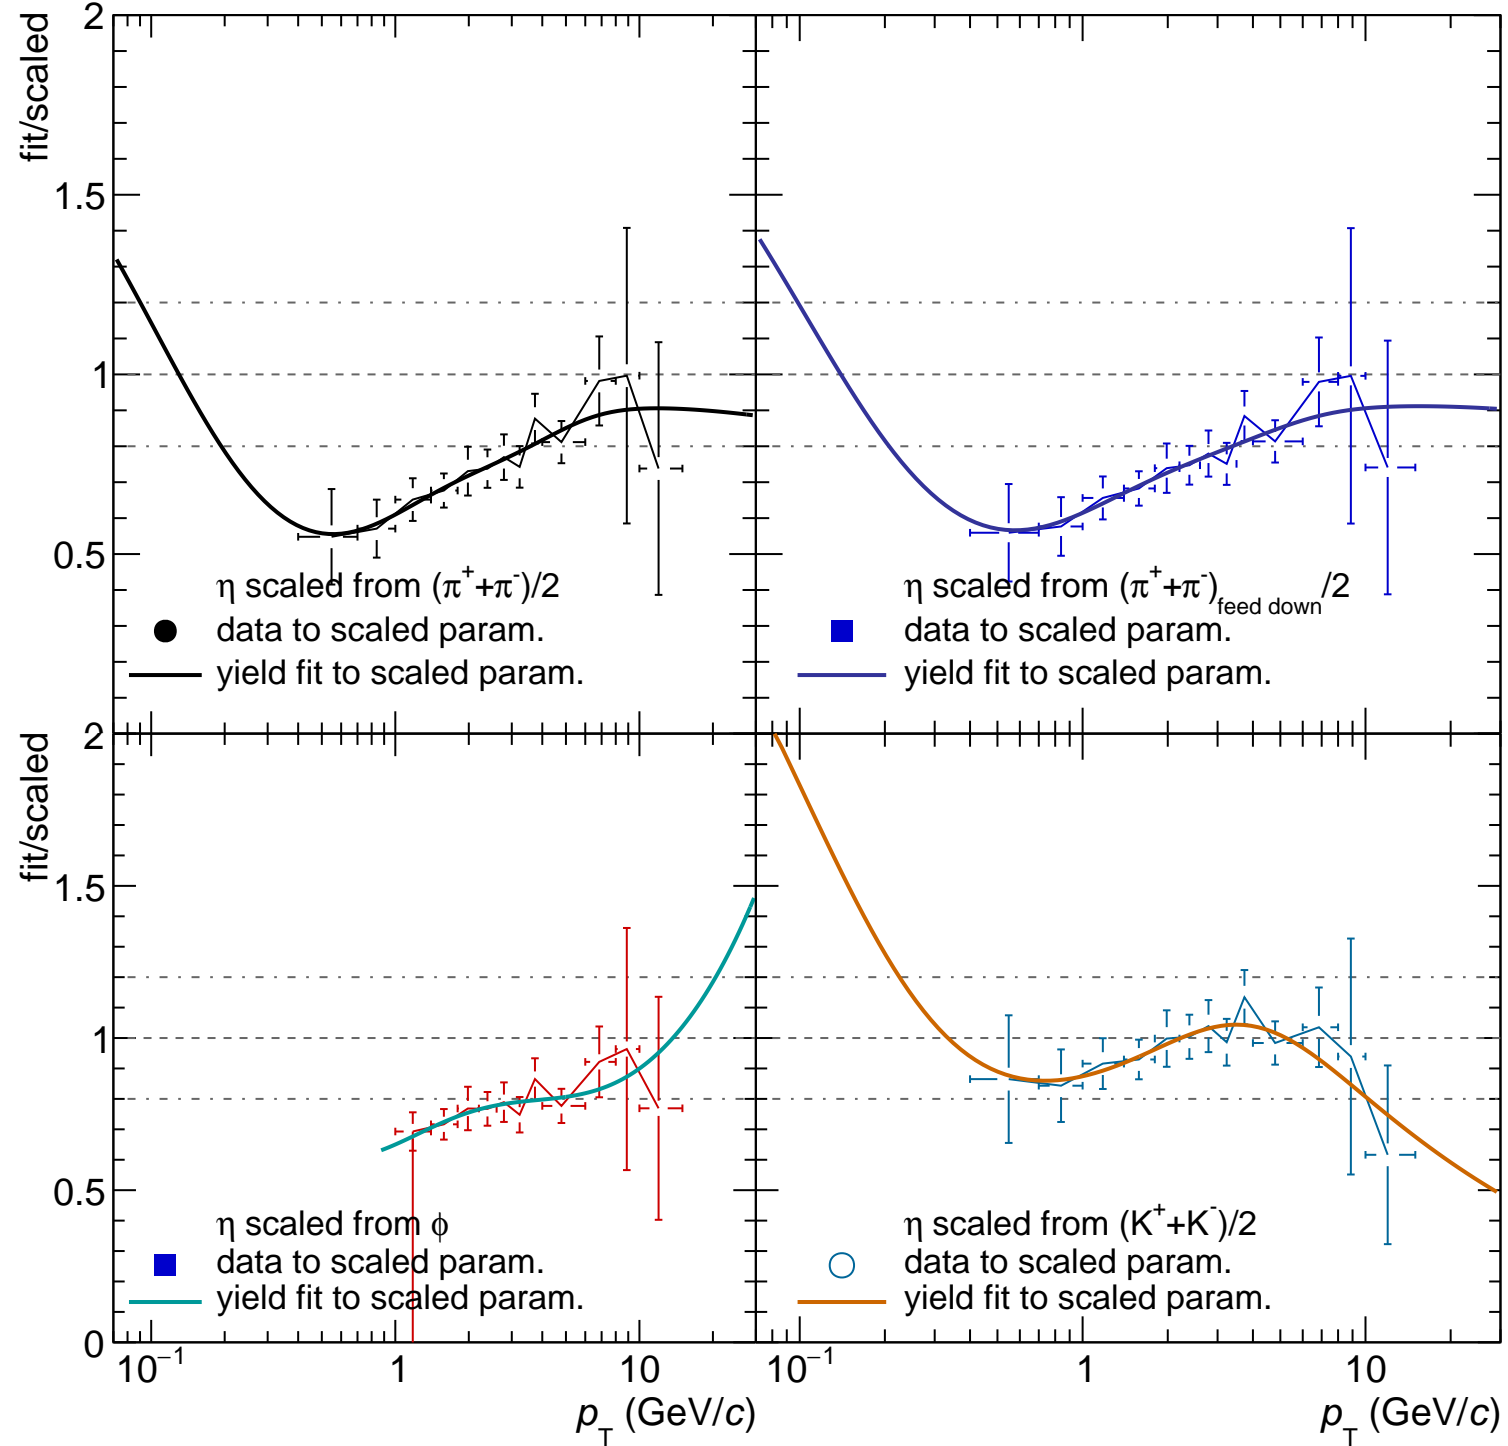 2
fit/scaled
1.5
1
0.5
η scaled from (π⁺+π⁻)/2
data to scaled param.
yield fit to scaled param.
η scaled from (π⁺+π⁻)feed down/2
data to scaled param.
yield fit to scaled param.
2
fit/scaled
1.5
1
0.5
0
η scaled from ϕ
data to scaled param.
yield fit to scaled param.
η scaled from (K⁺+K⁻)/2
data to scaled param.
yield fit to scaled param.
10⁻¹ 1 10
pT (GeV/c)
10⁻¹ 1 10
pT (GeV/c)